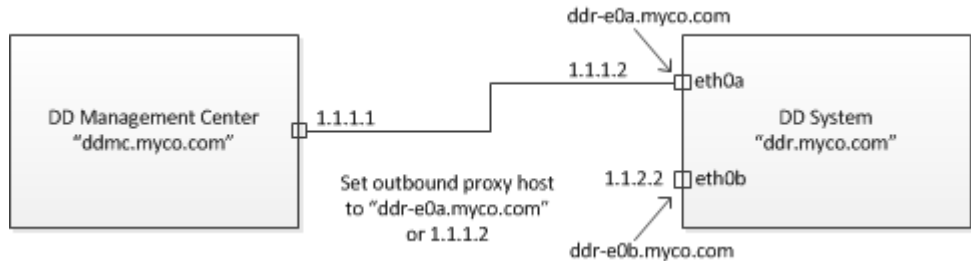 ddr-e0a.myco.com
1.1.1.2
eth0a
DD Management Center
"ddmc.myco.com"
1.1.1.1
DD System
"ddr.myco.com"
Set outbound proxy host
to "ddr-e0a.myco.com"
or 1.1.1.2
1.1.2.2
eth0b
ddr-e0b.myco.com